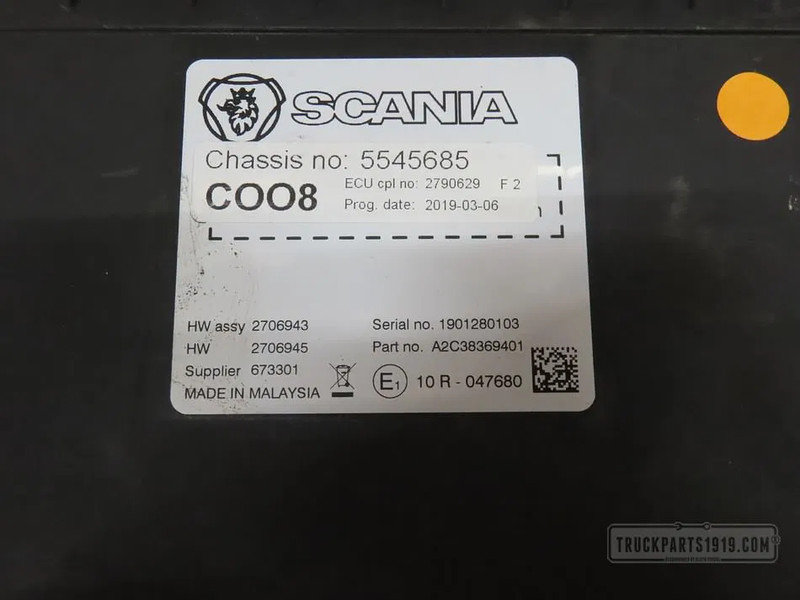 SCANIA
Chassis no: 5545685
COO8 ECU cpl no: 2790629 F 2
Prog. date: 2019-03-06
HW assy 2706943 Serial no. 1901280103
HW 2706945 Part no. A2C38369401
Supplier 673301
MADE IN MALAYSIA E1 10 R - 047680
TRUCKPARTS1919.COM